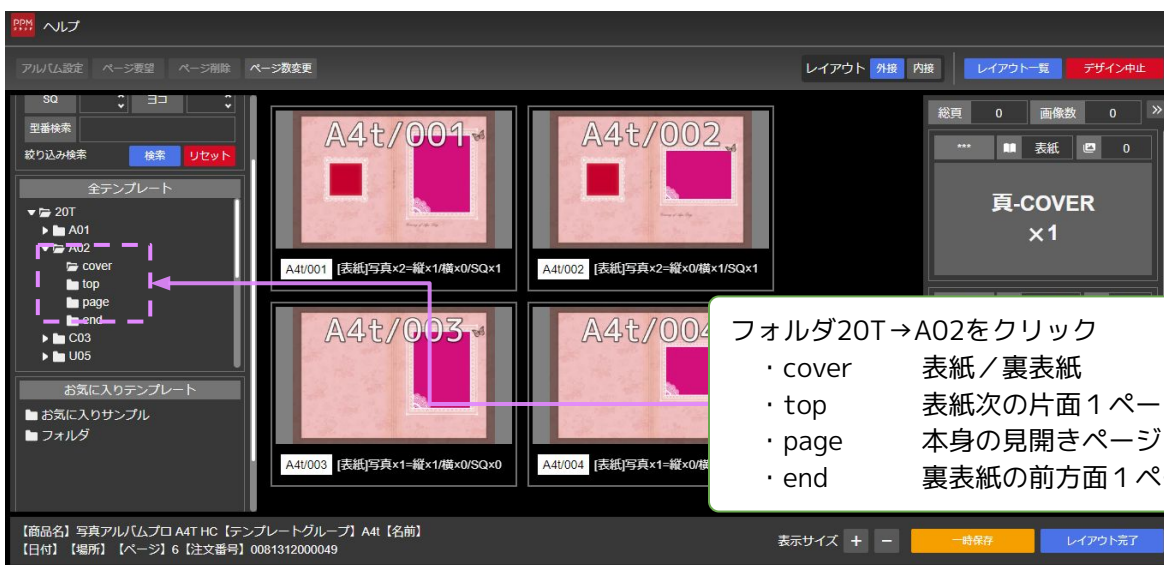 PPM ヘルプ
アルバム設定 ページ要望 ページ削除 ページ数変更 レイアウト 外接 内接 レイアウト一覧 デザイン中止
SQ ヨコ
型番検索
絞り込み検索 検索 リセット
全テンプレート
20T
A01
A02
cover
top
page
end
C03
U05
お気に入りテンプレート
お気に入りサンプル
フォルダ
A4t/001
A4t/001 [表紙]写真x2=縦×1/横×0/SQ×1
A4t/002
A4t/002 [表紙]写真x2=縦×0/横×1/SQ×1
A4t/003
A4t/003 [表紙]写真x1=縦×1/横×0/SQ×0
A4t/004
A4t/004 [表紙]写真x1=縦×0/横
総頁 0 画像数 0 »
*** 表紙 0
頁-COVER
×1
フォルダ20T→A02をクリック
・cover 表紙/裏表紙
・top 表紙次の片面1ペー
・page 本身の見開きページ
・end 裏表紙の前方面1ペ
【商品名】写真アルバムプロ A4T HC【テンプレートグループ】A4t【名前】
【日付】【場所】【ページ】6【注文番号】0081312000049
表示サイズ + − 一時保存 レイアウト完了